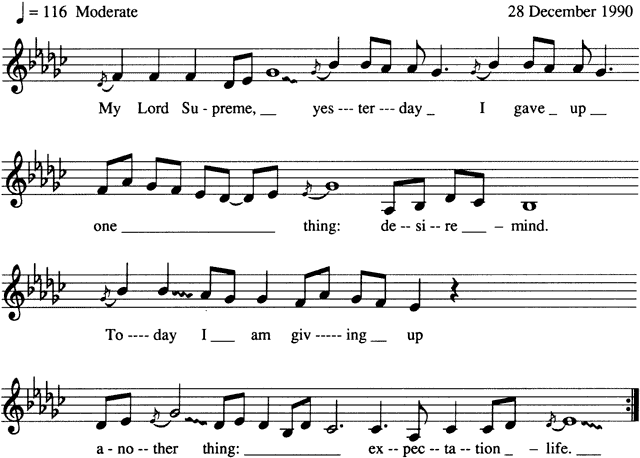 ♩ = 116 Moderate 28 December 1990
My Lord Su - preme, __ yes --- ter --- day _ I gave _ up __
one ______________________ thing: de -- si -- re ___ – mind.
To ---- day I ___ am giv ----- ing __ up
a - no -- ther thing: _____________ ex -- pec -- ta -- tion _ – life. ___